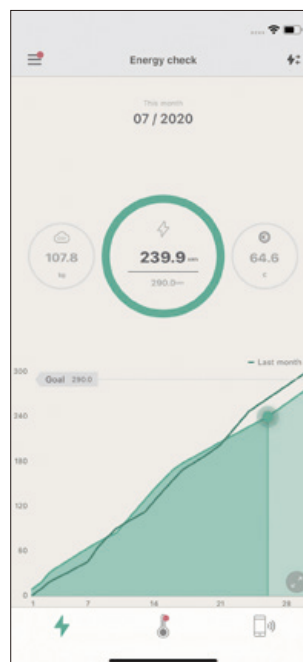 Energy check
This month
07 / 2020
107.8
kg
239.9
290.0
64.6
€
Last month
300
Goal 290.0
240
180
120
60
0
1 7 14 21 28